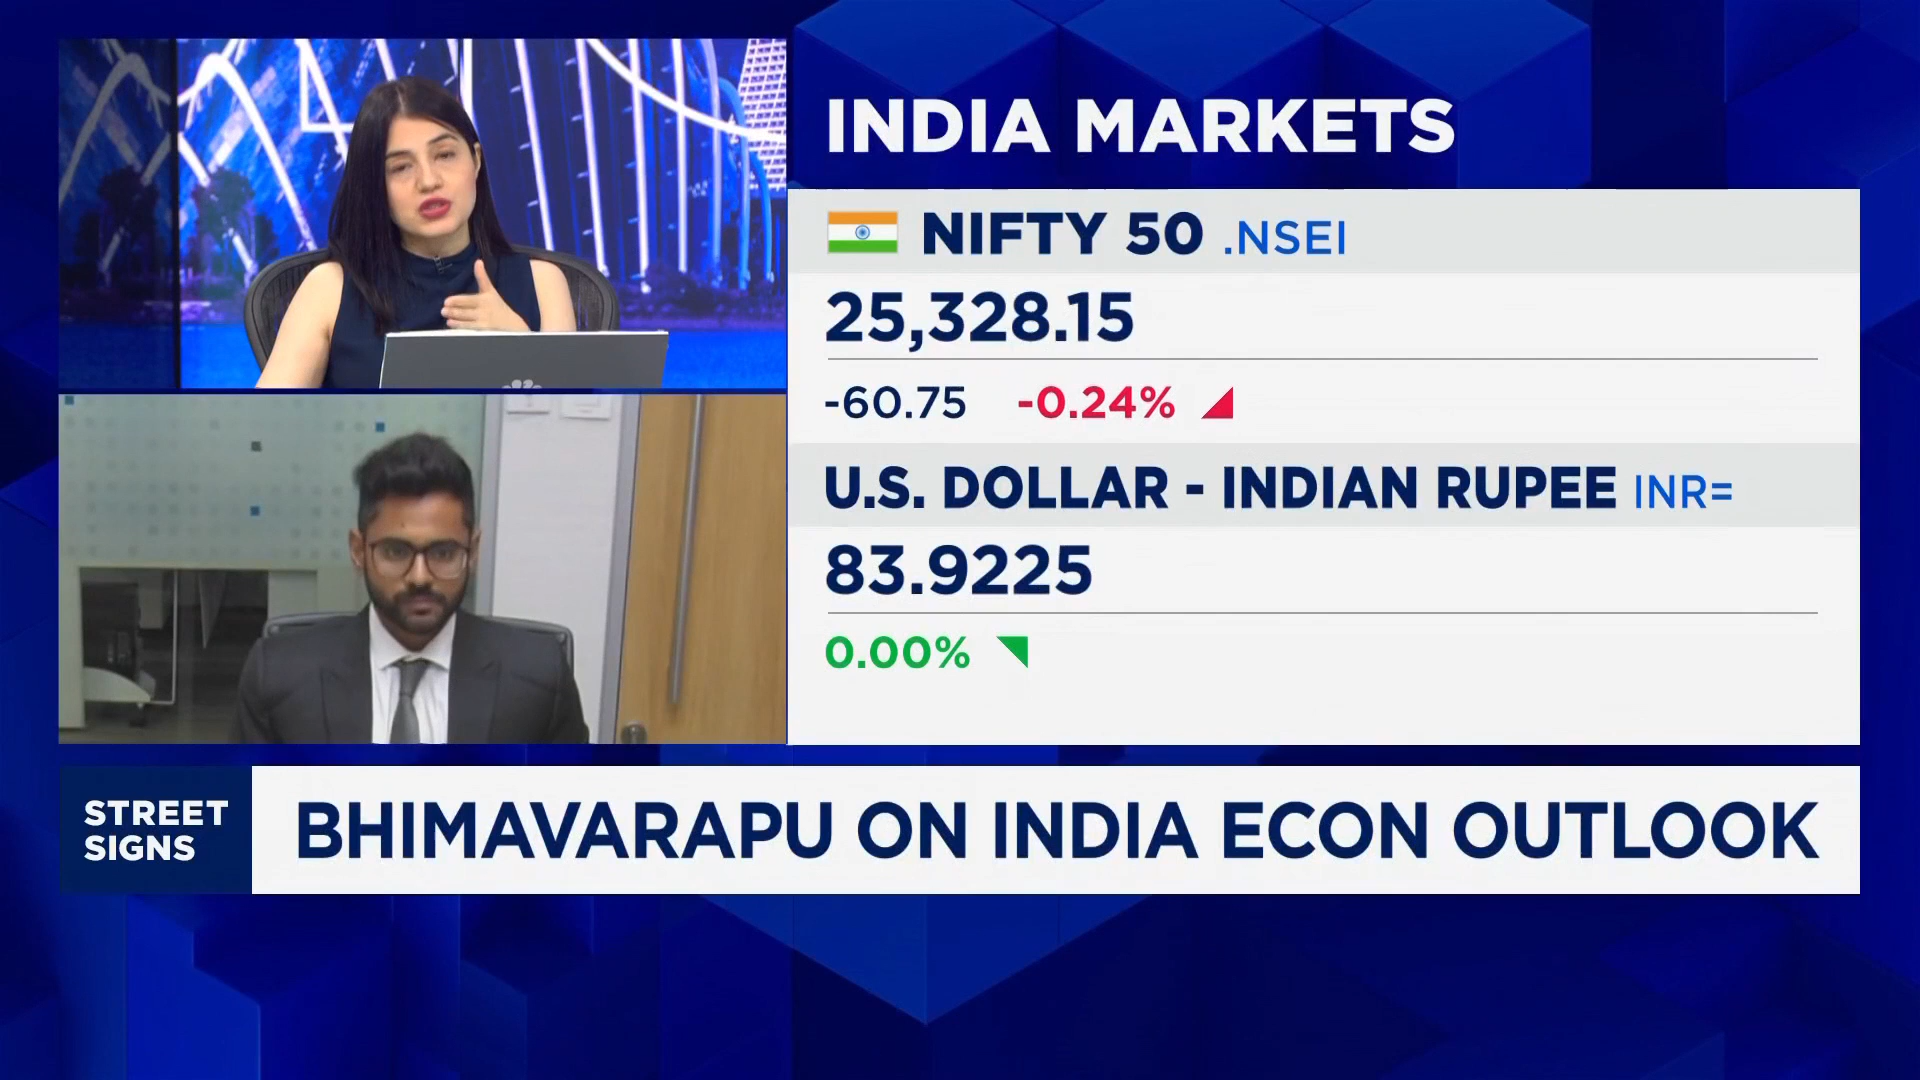 INDIA MARKETS
NIFTY 50 .NSEI
25,328.15
-60.75 -0.24%
U.S. DOLLAR - INDIAN RUPEE INR=
83.9225
0.00%
STREET
SIGNS
BHIMAVARAPU ON INDIA ECON OUTLOOK